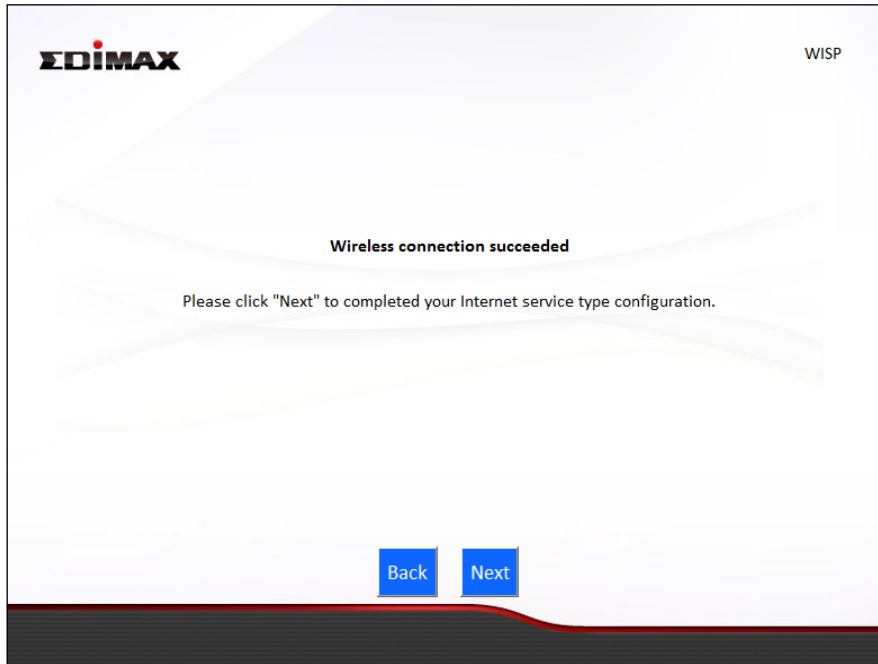 EDIMAX
WISP
Wireless connection succeeded
Please click "Next" to completed your Internet service type configuration.
Back
Next